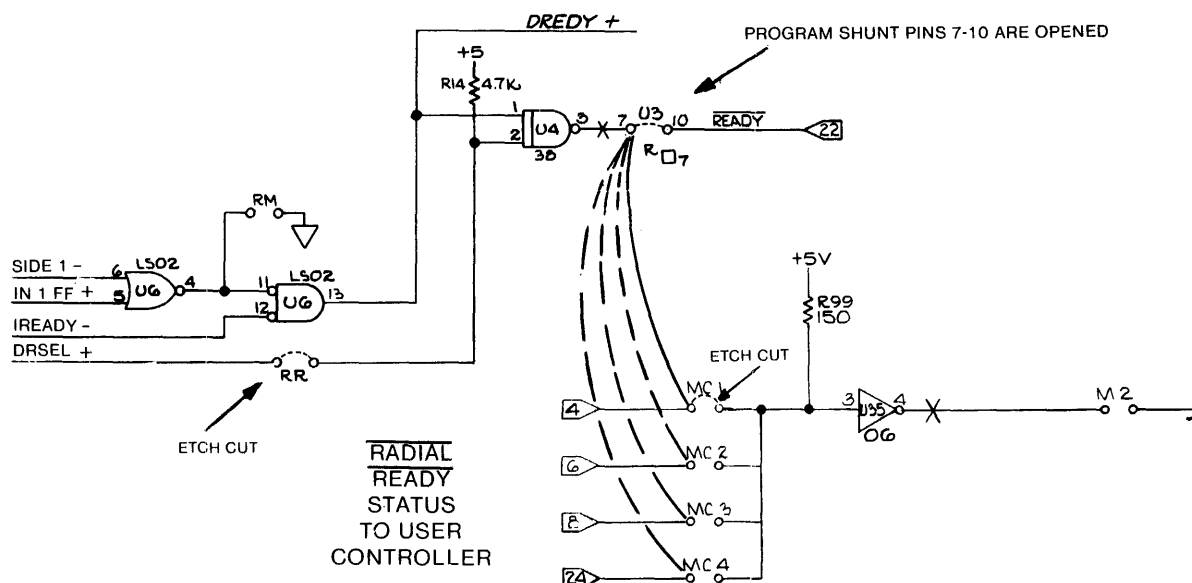 DREDY +
PROGRAM SHUNT PINS 7-10 ARE OPENED
+5
R14 4.7K
1
2
U4
38
3
7
U3
10
READY
22
R 7
RM
SIDE 1 -
6
LS02
U6
4
IN 1 FF +
5
11
LS02
U6
13
12
IREADY -
DRSEL +
RR
ETCH CUT
+5V
R99
150
ETCH CUT
RADIAL
READY
STATUS
TO USER
CONTROLLER
4
MC 1
3
U35
4
06
M2
6
MC 2
8
MC 3
24
MC 4